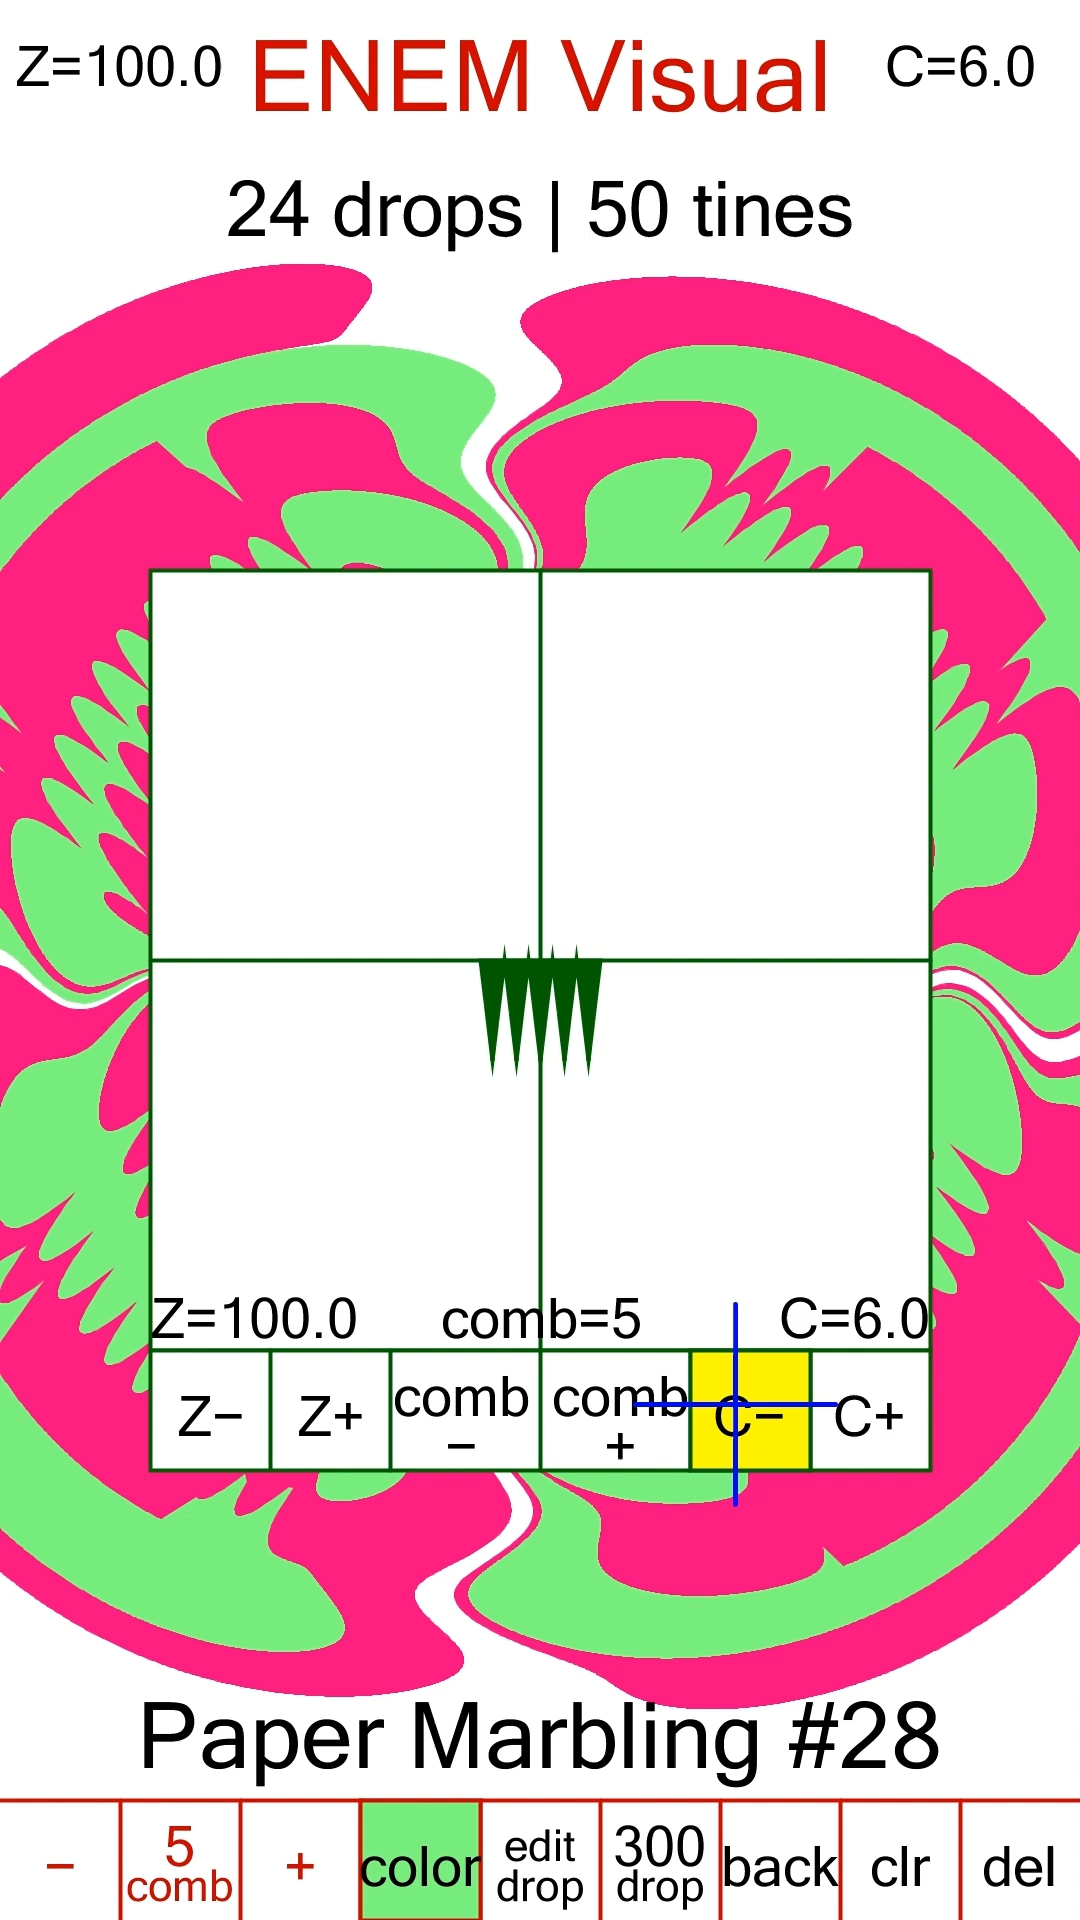 Z=100.0 ENEM Visual C=6.0
24 drops | 50 tines
Z=100.0 comb=5 C=6.0
Z− Z+ comb − comb + C− C+
Paper Marbling #28
− 5 comb + color edit drop 300 drop back clr del